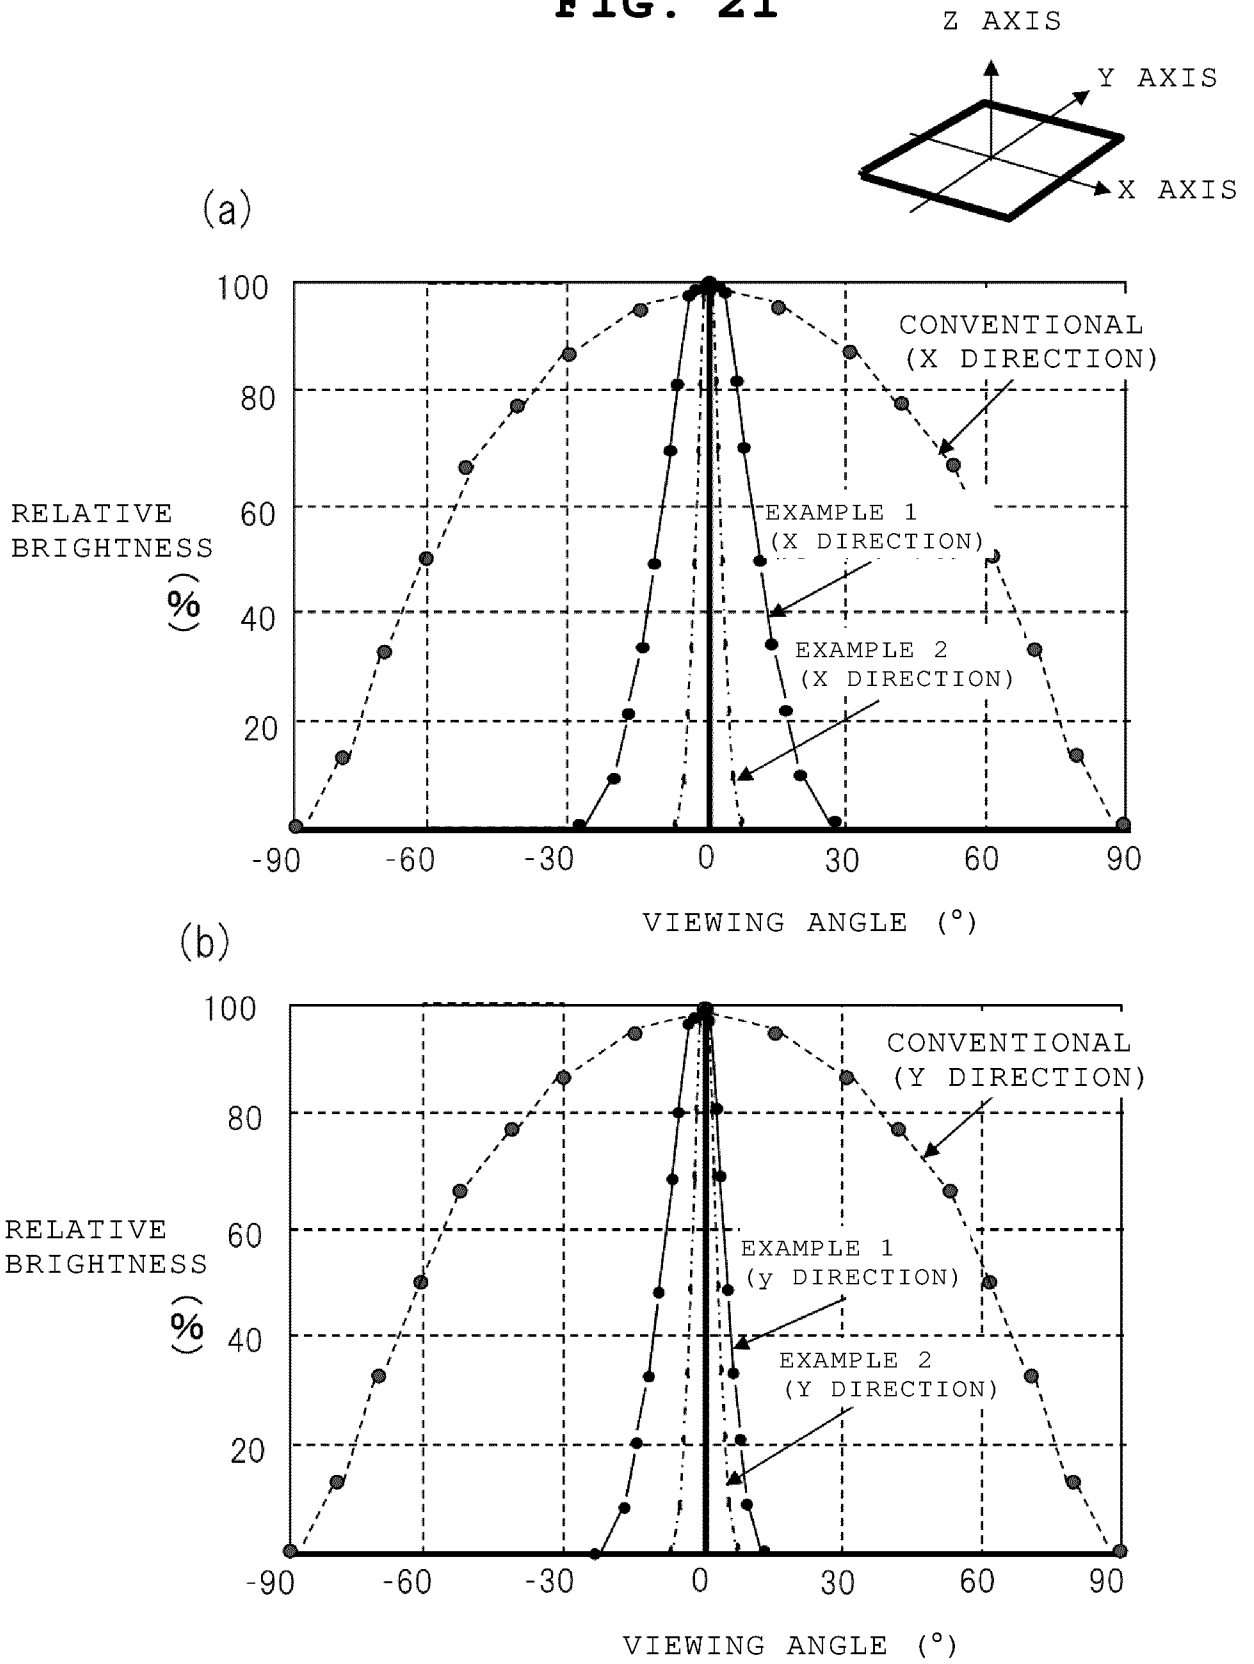 FIG. 21
Z AXIS
Y AXIS
X AXIS
(a)
100
80
60
40
20
RELATIVE
BRIGHTNESS
(%)
CONVENTIONAL
(X DIRECTION)
EXAMPLE 1
(X DIRECTION)
EXAMPLE 2
(X DIRECTION)
-90 -60 -30 0 30 60 90
VIEWING ANGLE (°)
(b)
100
80
60
40
20
RELATIVE
BRIGHTNESS
(%)
CONVENTIONAL
(Y DIRECTION)
EXAMPLE 1
(y DIRECTION)
EXAMPLE 2
(Y DIRECTION)
-90 -60 -30 0 30 60 90
VIEWING ANGLE (°)